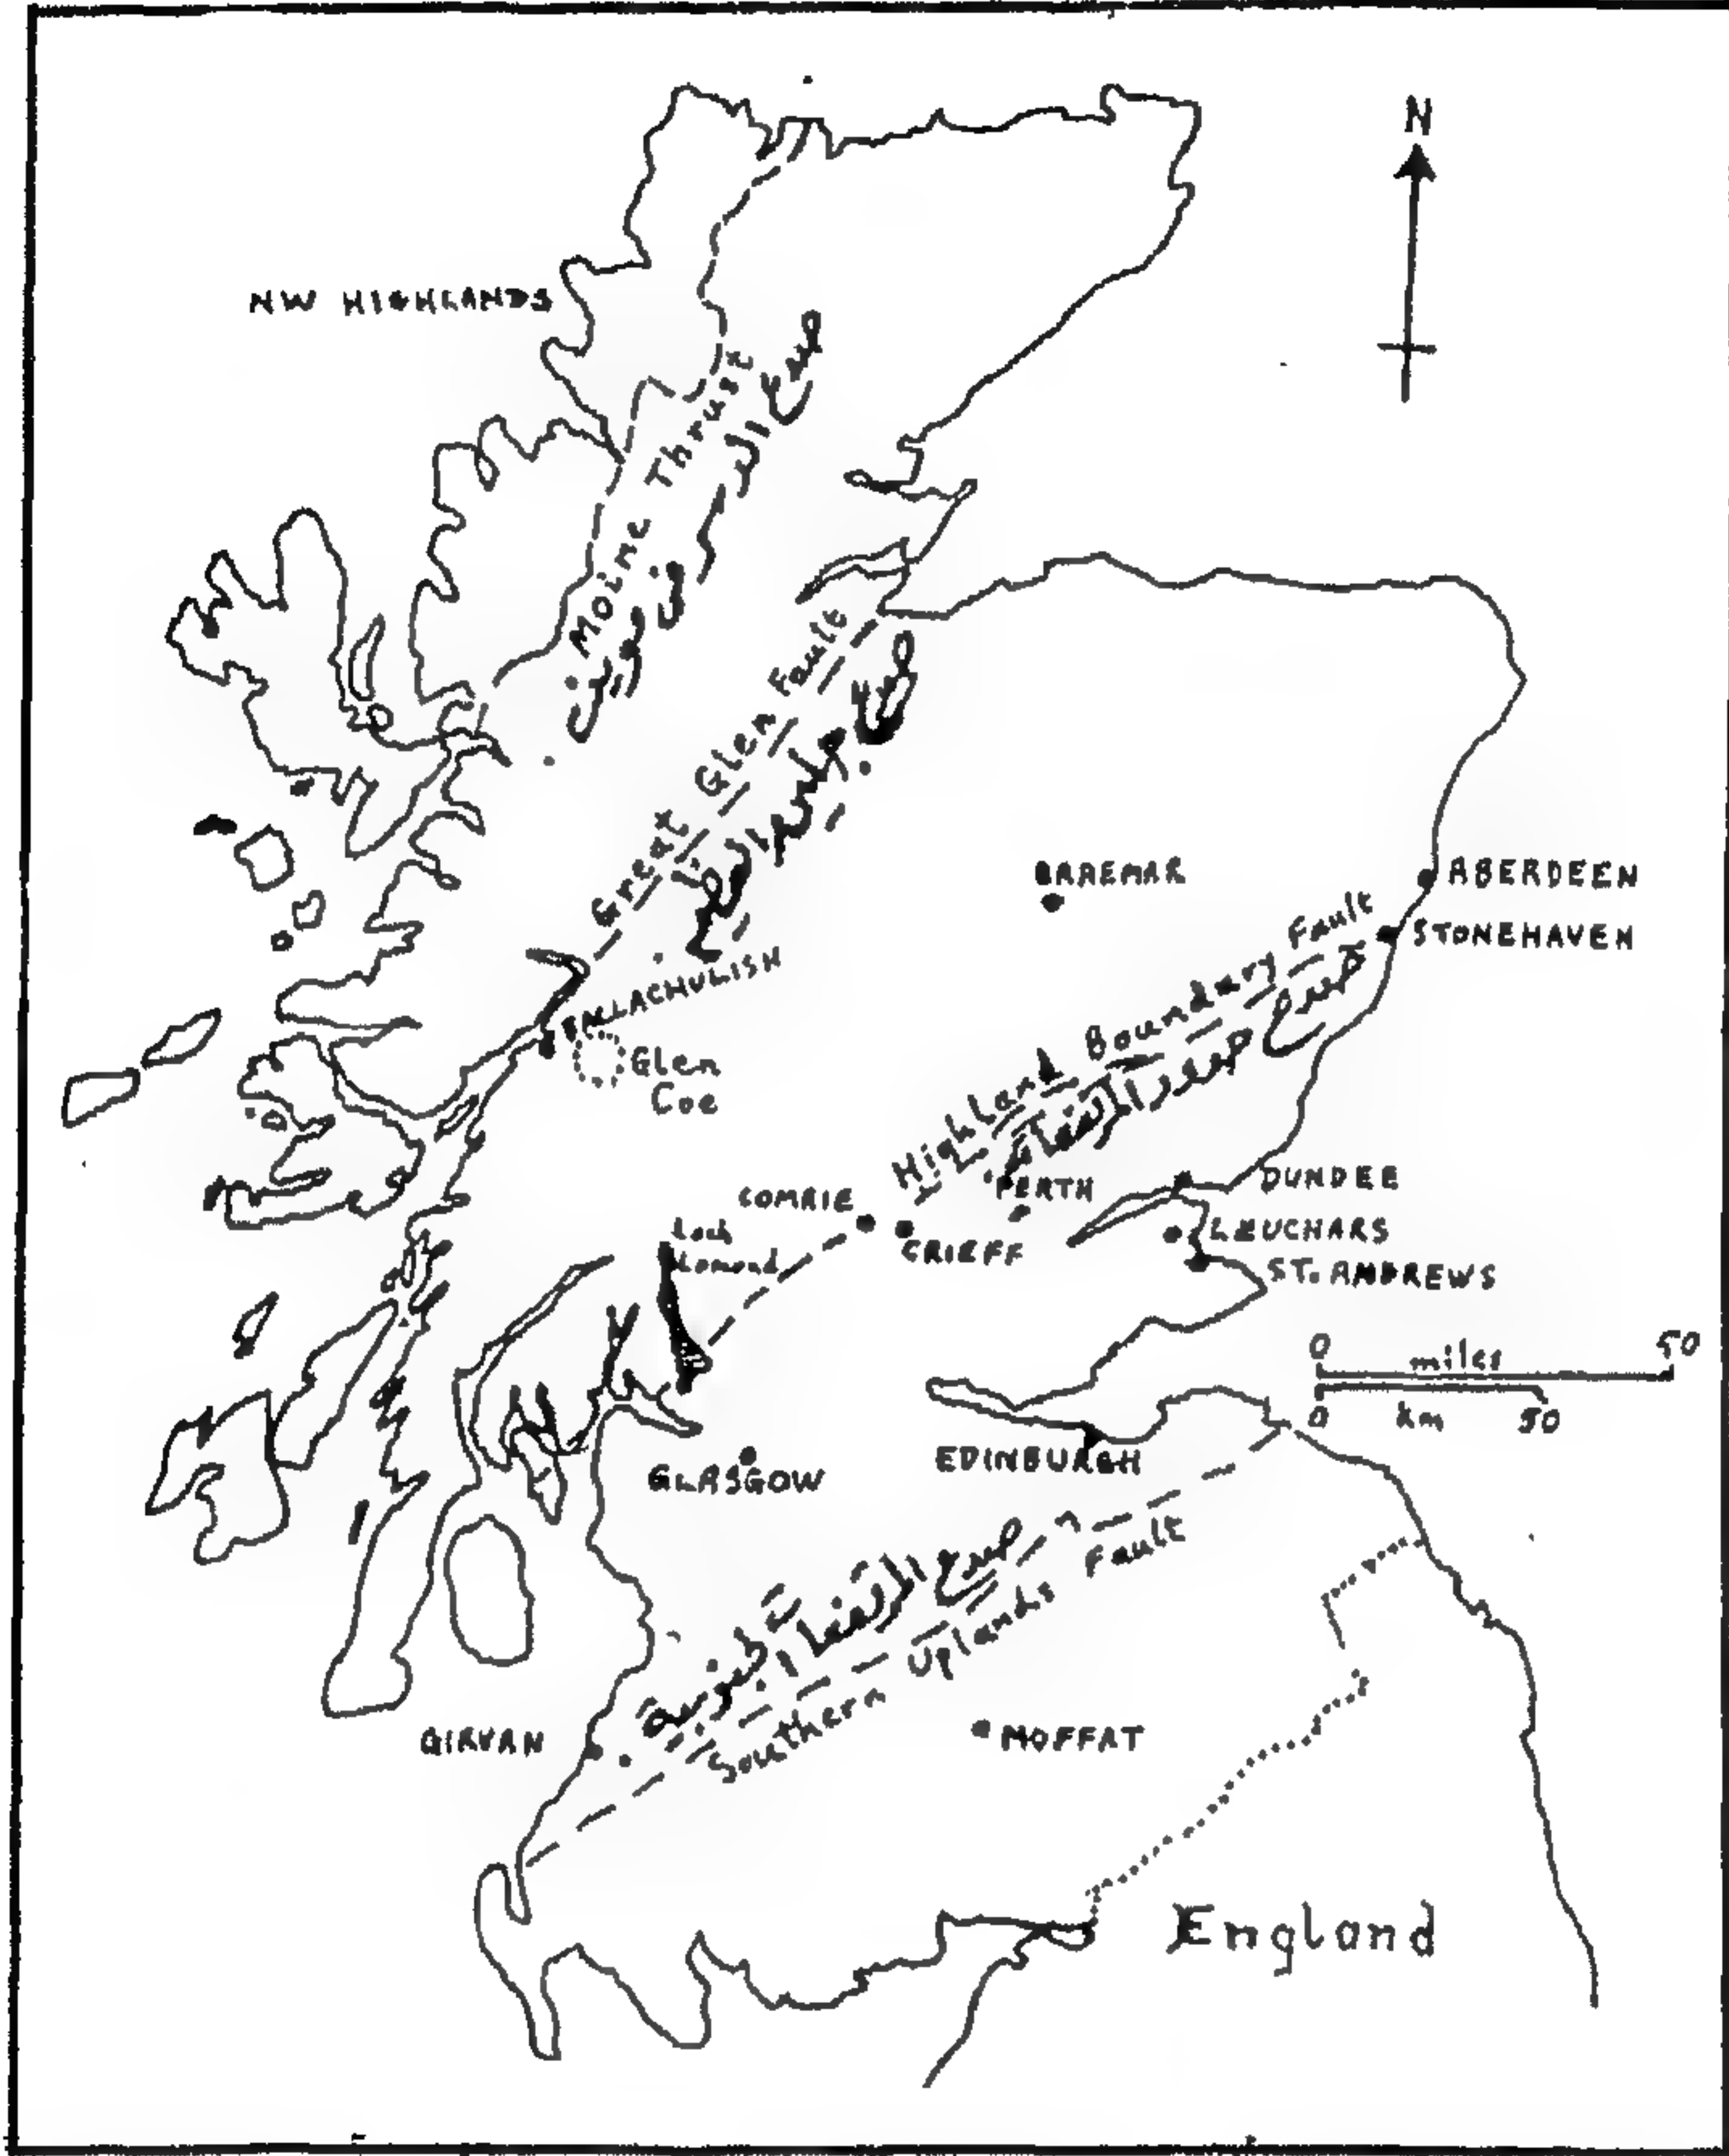 N
NW HIGHLANDS
Moine Thrust
Great Glen Fault
BRAEMAR
ABERDEEN
STONEHAVEN
Highland Boundary Fault
Glen
Coe
PERTH
DUNDEE
COMRIE
CRIEFF
LEUCHARS
ST. ANDREWS
Loch
Lomond
0 miles 50
0 km 50
GLASGOW
EDINBURGH
Southern Uplands Fault
GIRVAN
MOFFAT
England